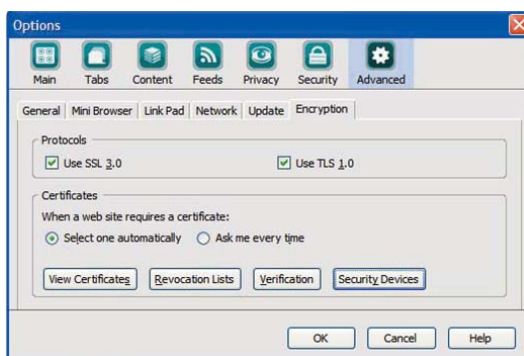 Options
Main Tabs Content Feeds Privacy Security Advanced
General Mini Browser Link Pad Network Update Encryption
Protocols
Use SSL 3.0 Use TLS 1.0
Certificates
When a web site requires a certificate:
Select one automatically Ask me every time
View Certificates Revocation Lists Verification Security Devices
OK Cancel Help